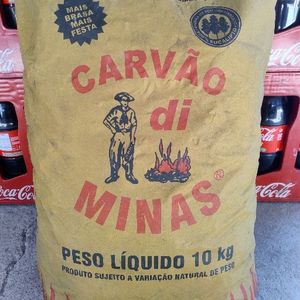 MAIS
BRASA
MAIS
FESTA
CARVÃO
di
MINAS
PESO LÍQUIDO 10 kg
PRODUTO SUJEITO A VARIAÇÃO NATURAL DE PESO
Coca-Cola
Coca-Cola